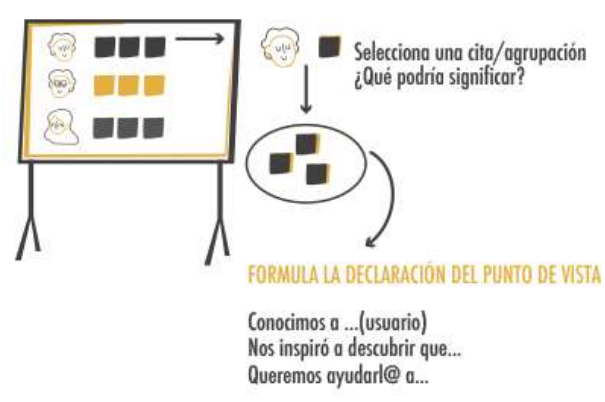 Selecciona una cita/agrupación
¿Qué podría significar?
FORMULA LA DECLARACIÓN DEL PUNTO DE VISTA
Conocimos a ...(usuario)
Nos inspiró a descubrir que...
Queremos ayudarl@ a...